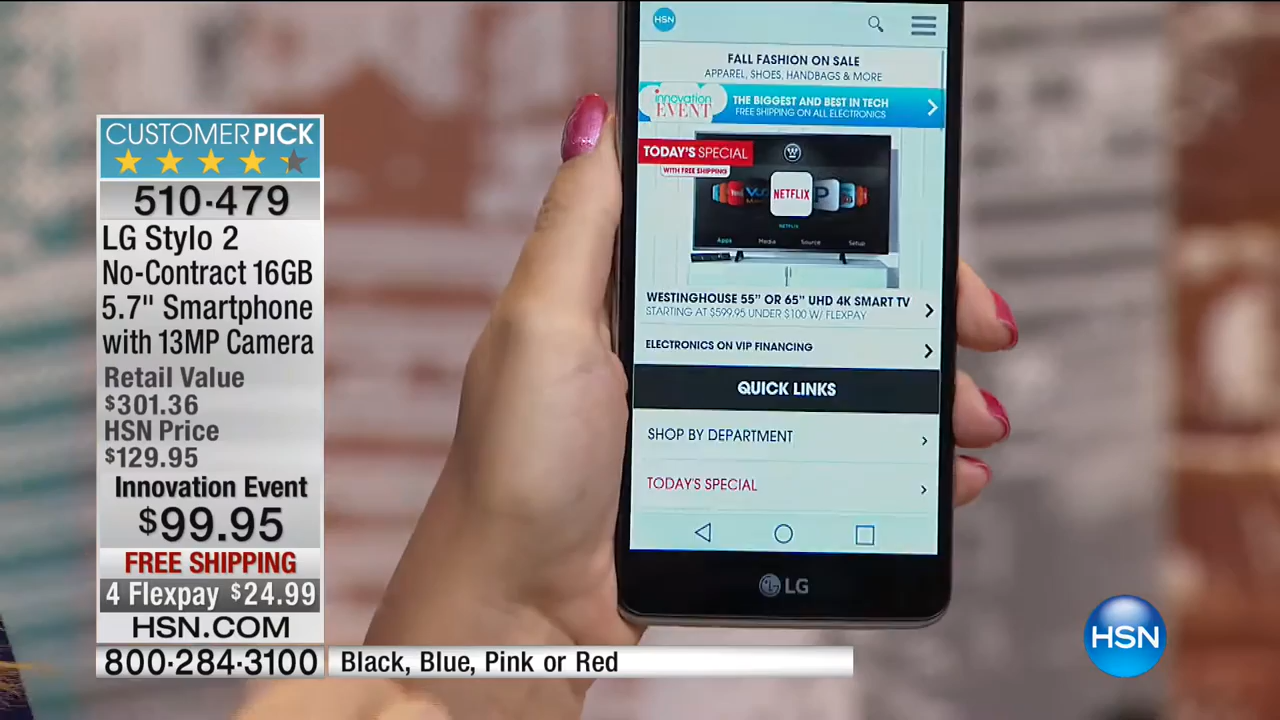 CUSTOMER PICK
510-479
LG Stylo 2
No-Contract 16GB
5.7" Smartphone
with 13MP Camera
Retail Value
$301.36
HSN Price
$129.95
Innovation Event
$99.95
FREE SHIPPING
4 Flexpay $24.99
HSN.COM
800-284-3100
Black, Blue, Pink or Red
HSN
FALL FASHION ON SALE
APPAREL, SHOES, HANDBAGS & MORE
innovation
EVENT
THE BIGGEST AND BEST IN TECH
FREE SHIPPING ON ALL ELECTRONICS
TODAY'S SPECIAL
WITH FREE SHIPPING
NETFLIX
NETFLIX
Apps Media Source Setup
WESTINGHOUSE 55" OR 65" UHD 4K SMART TV
STARTING AT $599.95 UNDER $100 W/ FLEXPAY
ELECTRONICS ON VIP FINANCING
QUICK LINKS
SHOP BY DEPARTMENT
TODAY'S SPECIAL
LG
HSN